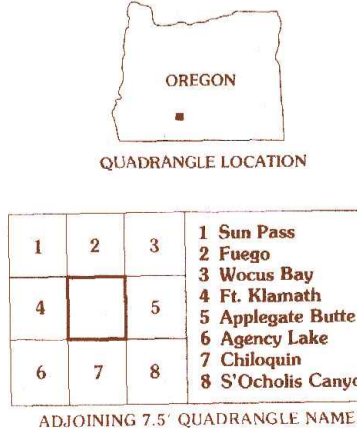 OREGON
QUADRANGLE LOCATION
1 2 3
4 5
6 7 8
1 Sun Pass
2 Fuego
3 Wocus Bay
4 Ft. Klamath
5 Applegate Butte
6 Agency Lake
7 Chiloquin
8 S'Ocholis Canyo
ADJOINING 7.5′ QUADRANGLE NAME